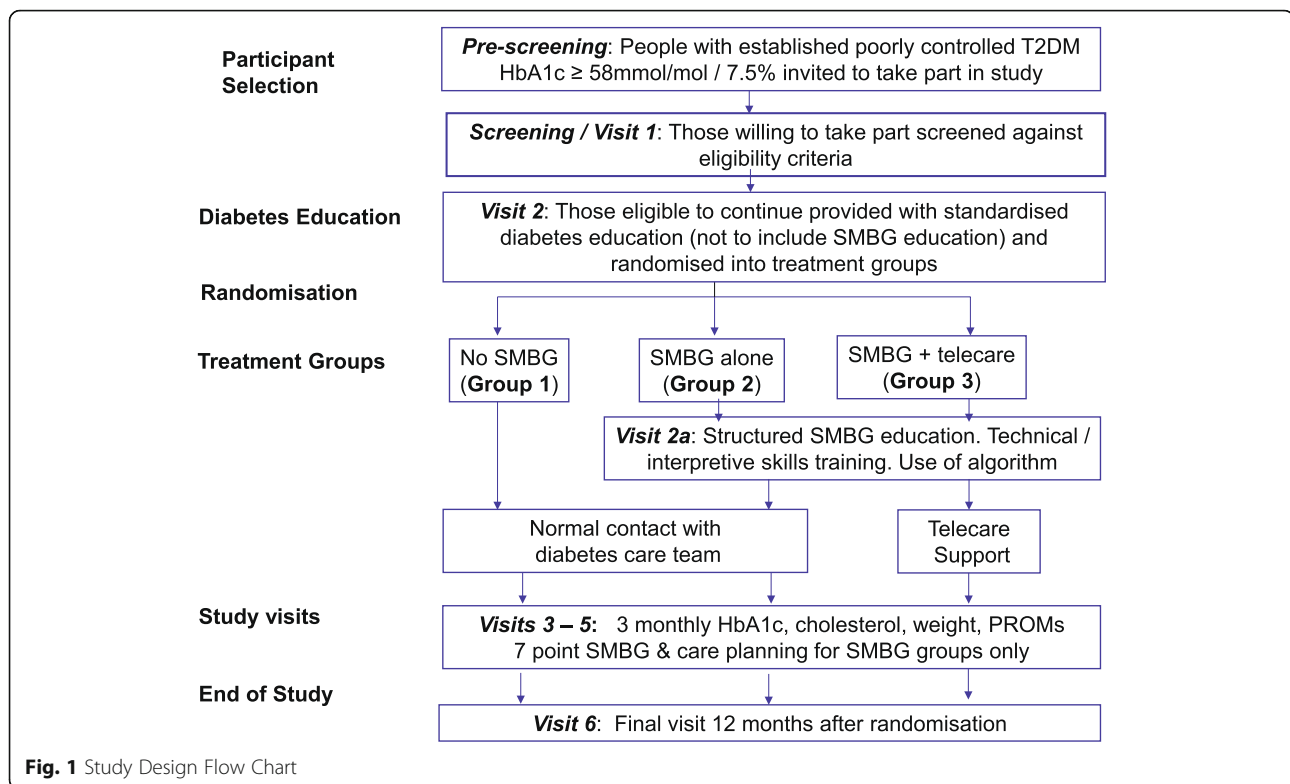 Participant
Selection
Pre-screening: People with established poorly controlled T2DM
HbA1c ≥ 58mmol/mol / 7.5% invited to take part in study
Screening / Visit 1: Those willing to take part screened against
eligibility criteria
Diabetes Education
Visit 2: Those eligible to continue provided with standardised
diabetes education (not to include SMBG education) and
randomised into treatment groups
Randomisation
Treatment Groups
No SMBG
(Group 1)
SMBG alone
(Group 2)
SMBG + telecare
(Group 3)
Visit 2a: Structured SMBG education. Technical /
interpretive skills training. Use of algorithm
Normal contact with
diabetes care team
Telecare
Support
Study visits
Visits 3 – 5: 3 monthly HbA1c, cholesterol, weight, PROMs
7 point SMBG & care planning for SMBG groups only
End of Study
Visit 6: Final visit 12 months after randomisation
Fig. 1 Study Design Flow Chart